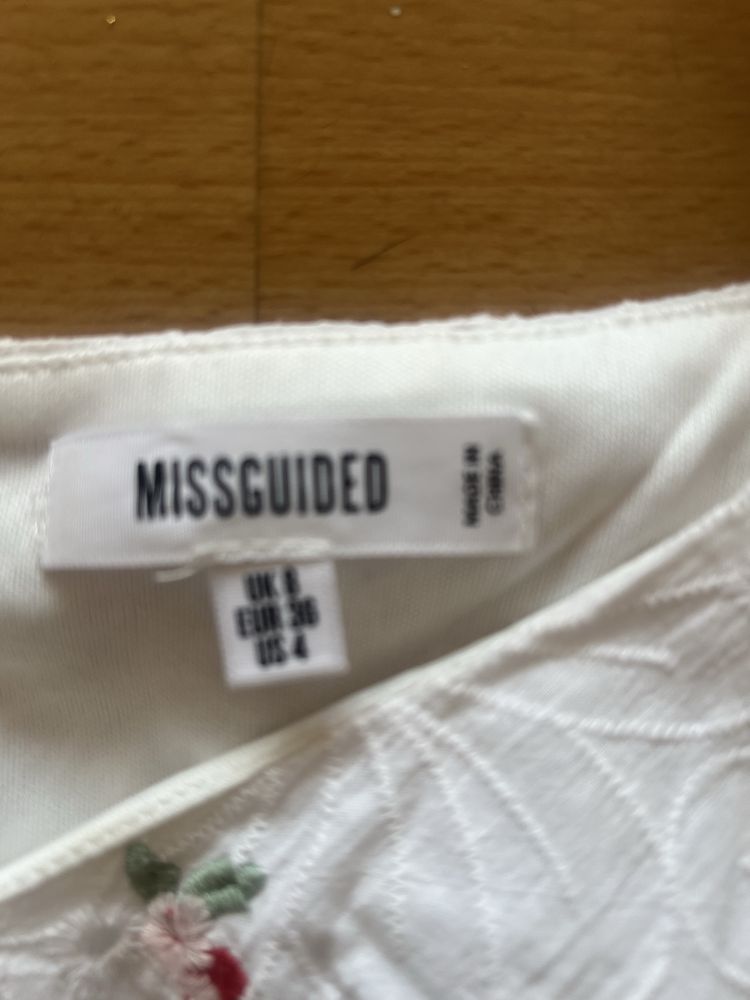 MISSGUIDED
MADE IN
CHINA
UK 8
EUR 36
US 4